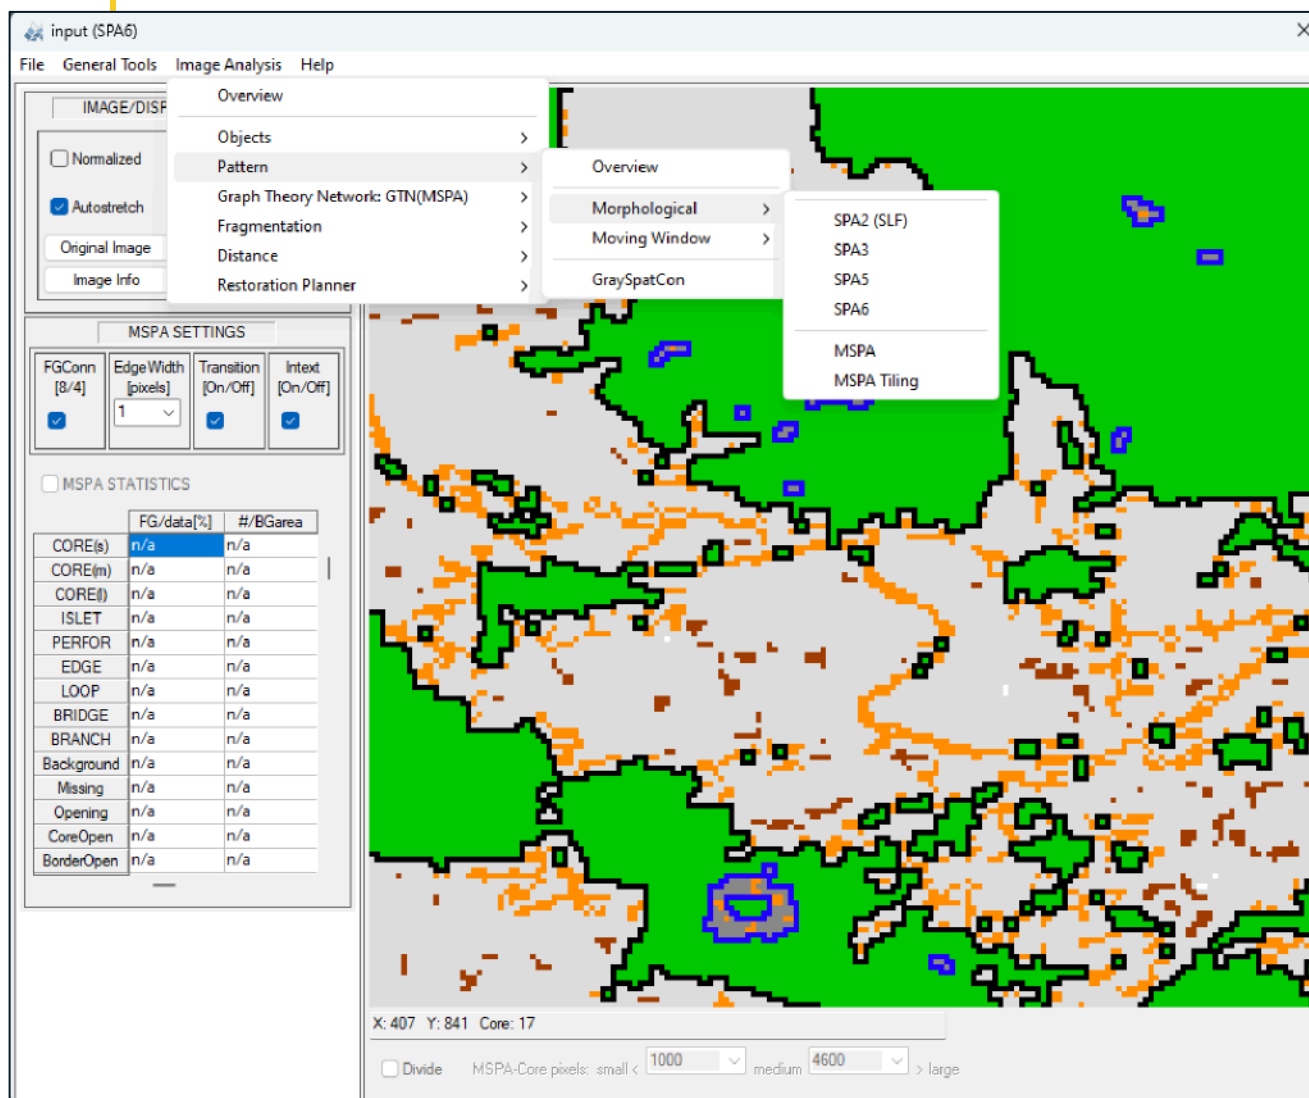 input (SPA6)
File General Tools Image Analysis Help
IMAGE/DISP
Normalized
Autostretch
Original Image
Image Info
Overview
Objects
Pattern
Graph Theory Network: GTN(MSPA)
Fragmentation
Distance
Restoration Planner
Overview
Morphological
Moving Window
GraySpatCon
SPA2 (SLF)
SPA3
SPA5
SPA6
MSPA
MSPA Tiling
MSPA SETTINGS
FGConn Edge Width Transition Intext
[8/4] [pixels] [On/Off] [On/Off]
1
MSPA STATISTICS
FG/data[%] #/BGarea
CORE(s) n/a n/a
CORE(m) n/a n/a
CORE(l) n/a n/a
ISLET n/a n/a
PERFOR n/a n/a
EDGE n/a n/a
LOOP n/a n/a
BRIDGE n/a n/a
BRANCH n/a n/a
Background n/a n/a
Missing n/a n/a
Opening n/a n/a
CoreOpen n/a n/a
BorderOpen n/a n/a
X: 407 Y: 841 Core: 17
Divide MSPA-Core pixels: small < 1000 medium 4600 > large